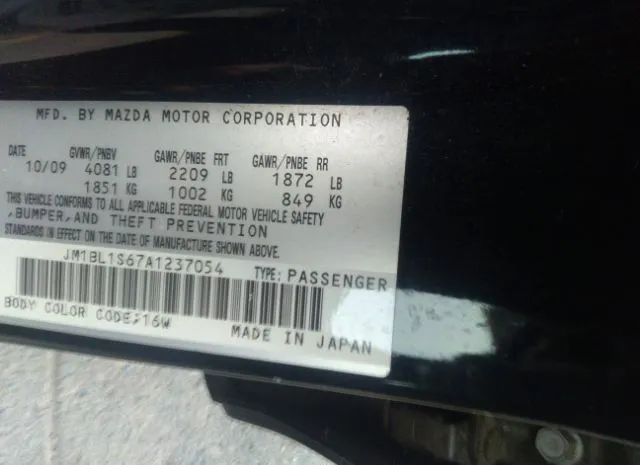 MFD. BY MAZDA MOTOR CORPORATION
DATE GVWR/PNBV GAWR/PNBE FRT GAWR/PNBE RR
10/09 4081 LB 2209 LB 1872 LB
1851 KG 1002 KG 849 KG
THIS VEHICLE CONFORMS TO ALL APPLICABLE FEDERAL MOTOR VEHICLE SAFETY
,BUMPER,AND THEFT PREVENTION
STANDARDS IN EFFECT ON THE DATE OF MANUFACTURE SHOWN ABOVE.
JM1BL1S67A1237054 TYPE: PASSENGER
BODY COLOR CODE:16W
MADE IN JAPAN